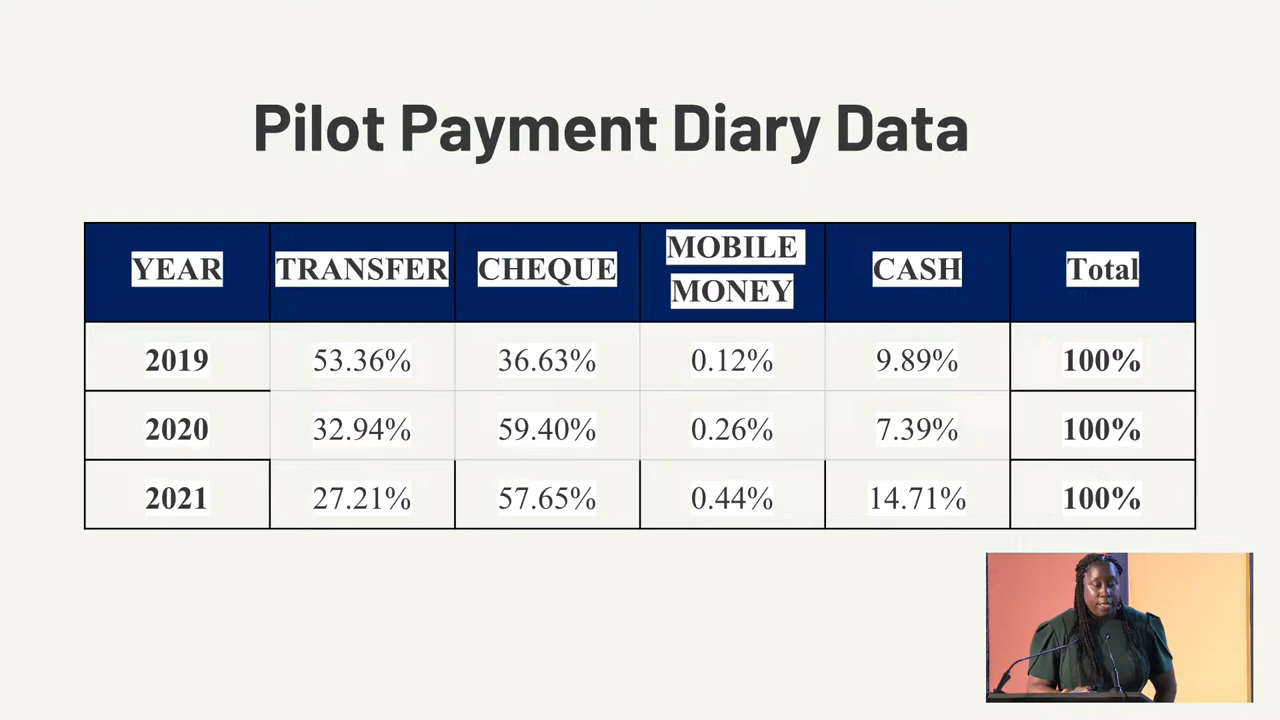 Pilot Payment Diary Data
YEAR TRANSFER CHEQUE MOBILE MONEY CASH Total
2019 53.36% 36.63% 0.12% 9.89% 100%
2020 32.94% 59.40% 0.26% 7.39% 100%
2021 27.21% 57.65% 0.44% 14.71% 100%